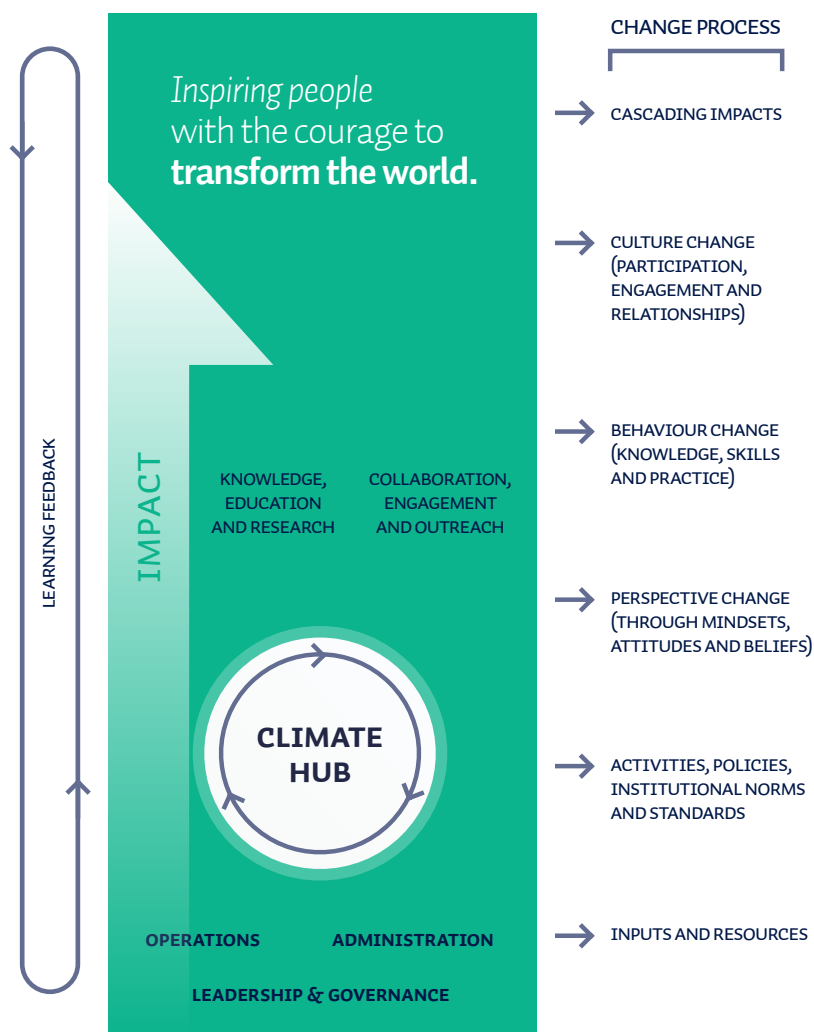 CHANGE PROCESS
Inspiring people
with the courage to
transform the world.
CASCADING IMPACTS
CULTURE CHANGE
(PARTICIPATION,
ENGAGEMENT AND
RELATIONSHIPS)
LEARNING FEEDBACK
IMPACT
KNOWLEDGE,
EDUCATION
AND RESEARCH
COLLABORATION,
ENGAGEMENT
AND OUTREACH
BEHAVIOUR CHANGE
(KNOWLEDGE, SKILLS
AND PRACTICE)
PERSPECTIVE CHANGE
(THROUGH MINDSETS,
ATTITUDES AND BELIEFS)
CLIMATE
HUB
ACTIVITIES, POLICIES,
INSTITUTIONAL NORMS
AND STANDARDS
OPERATIONS
ADMINISTRATION
INPUTS AND RESOURCES
LEADERSHIP & GOVERNANCE